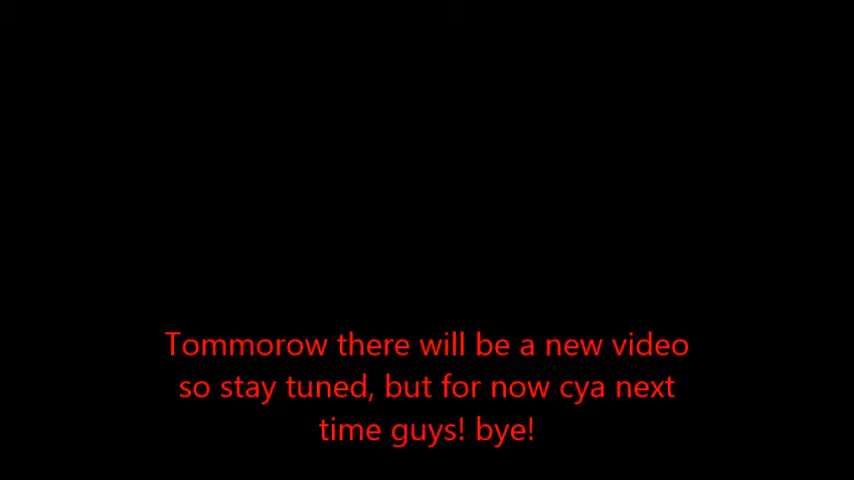 Tommorow there will be a new video
so stay tuned, but for now cya next
time guys! bye!